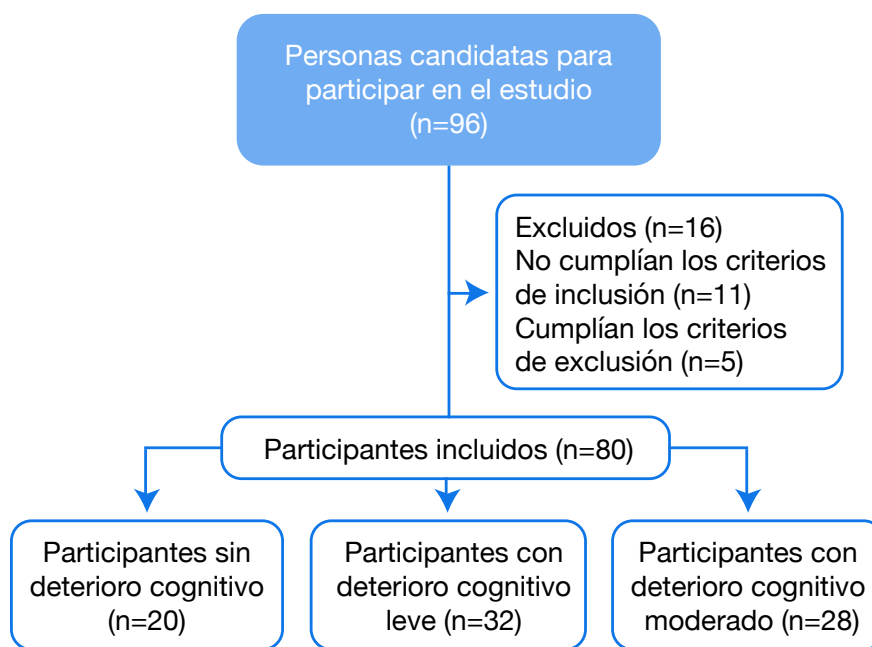 Personas candidatas para
participar en el estudio
(n=96)
Excluidos (n=16)
No cumplían los criterios
de inclusión (n=11)
Cumplían los criterios
de exclusión (n=5)
Participantes incluidos (n=80)
Participantes sin
deterioro cognitivo
(n=20)
Participantes con
deterioro cognitivo
leve (n=32)
Participantes con
deterioro cognitivo
moderado (n=28)